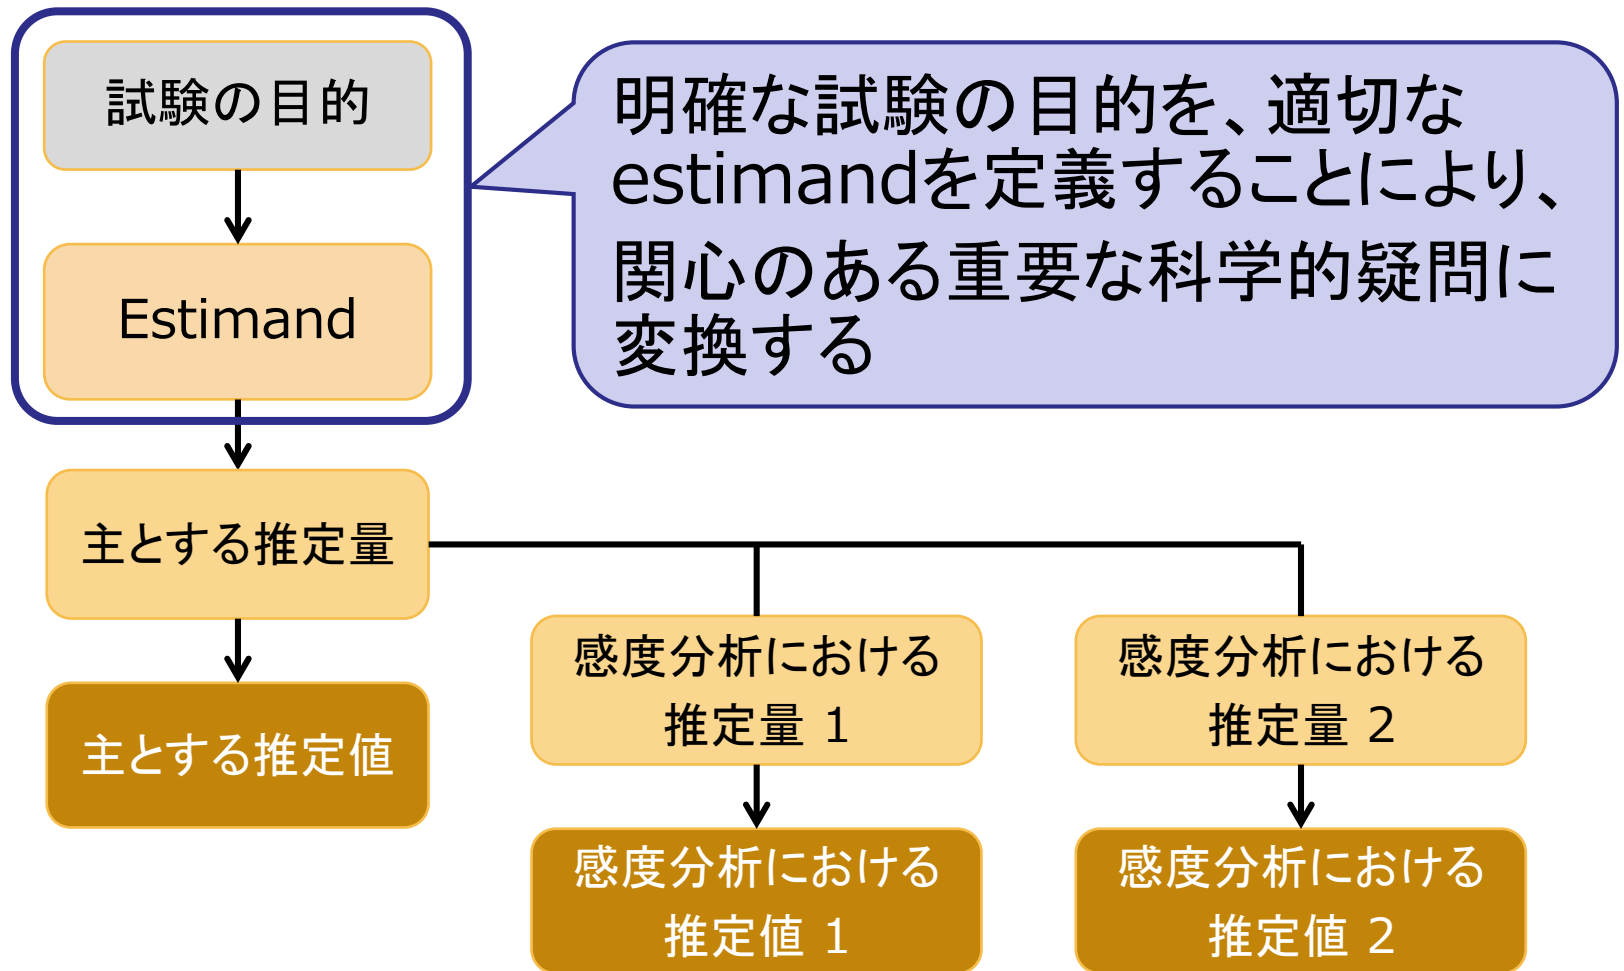 試験の目的
明確な試験の目的を、適切な
estimandを定義することにより、
関心のある重要な科学的疑問に
変換する
Estimand
主とする推定量
感度分析における
推定量 1
感度分析における
推定量 2
主とする推定値
感度分析における
推定値 1
感度分析における
推定値 2